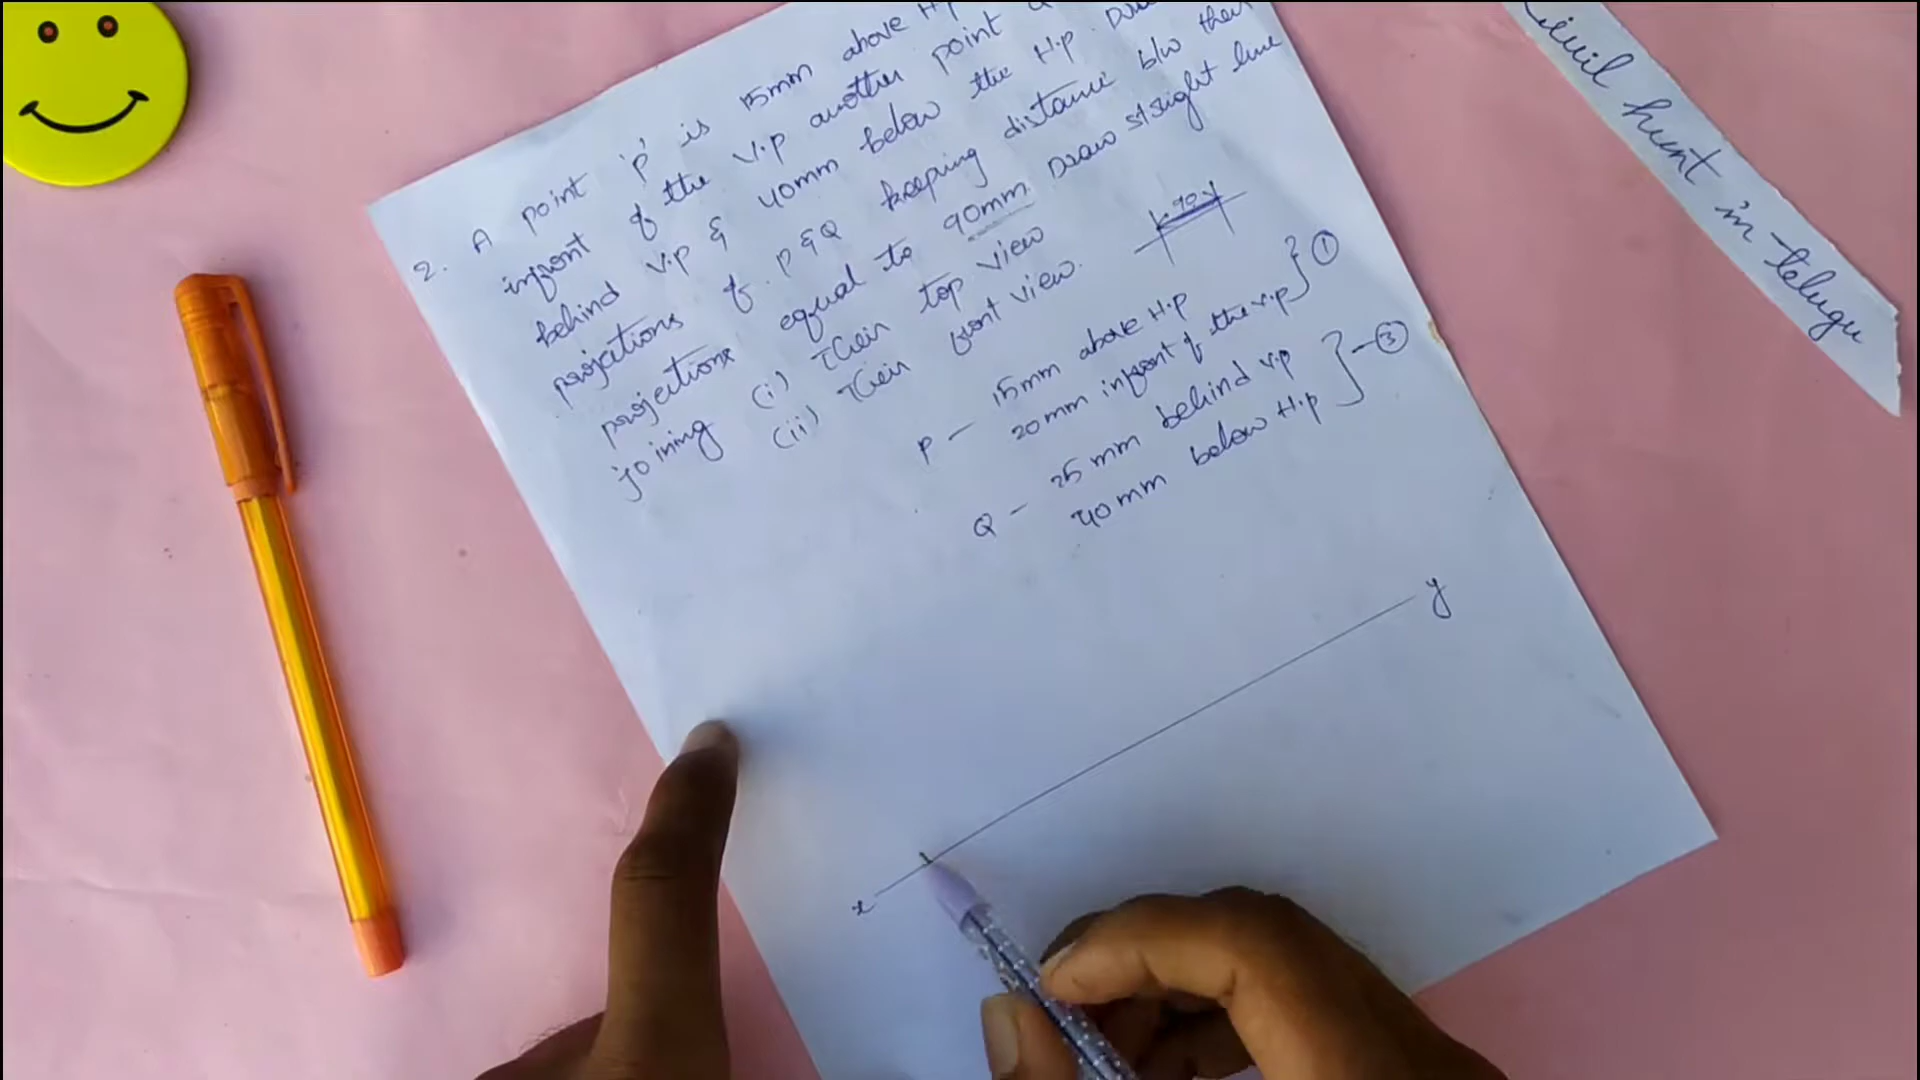 2. A point 'P' is 15mm above H.P
infront of the V.P another point Q
behind V.P & 40mm below the H.P. Draw
projections of P&Q keeping distance b/w their
projections equal to 90mm. Draw straight line
joining (i) Their top view
(ii) Their front view.
K 90 Y
P - 15mm above H.P
20mm infront of the V.P } ①
Q - 25mm behind V.P
40mm below H.P } - ③
x
y
civil hunt in-telugu